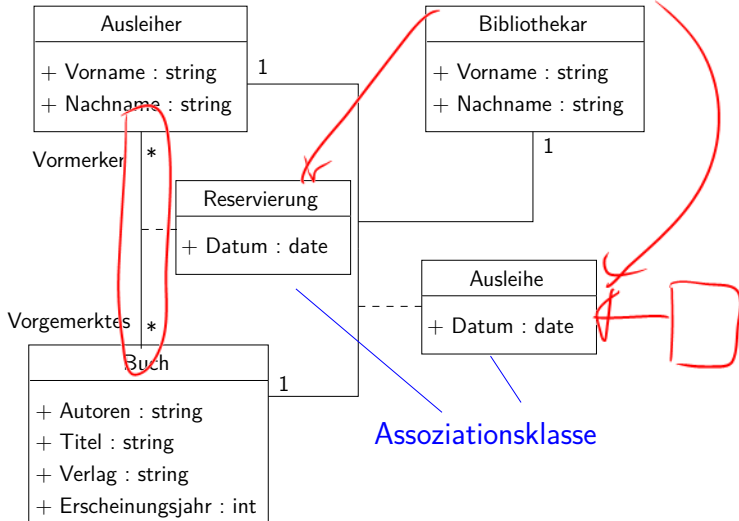 Ausleiher
+ Vorname : string
+ Nachname : string
1
Bibliothekar
+ Vorname : string
+ Nachname : string
1
Vormerker
*
Reservierung
+ Datum : date
Ausleihe
+ Datum : date
Vorgemerktes
*
Buch
1
+ Autoren : string
+ Titel : string
+ Verlag : string
+ Erscheinungsjahr : int
Assoziationsklasse